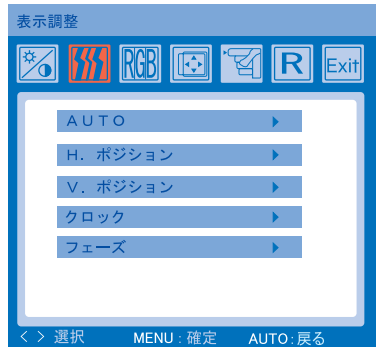 表示調整
RGB R Exit
AUTO
H. ポジション
V. ポジション
クロック
フェーズ
< > 選択 MENU:確定 AUTO:戻る